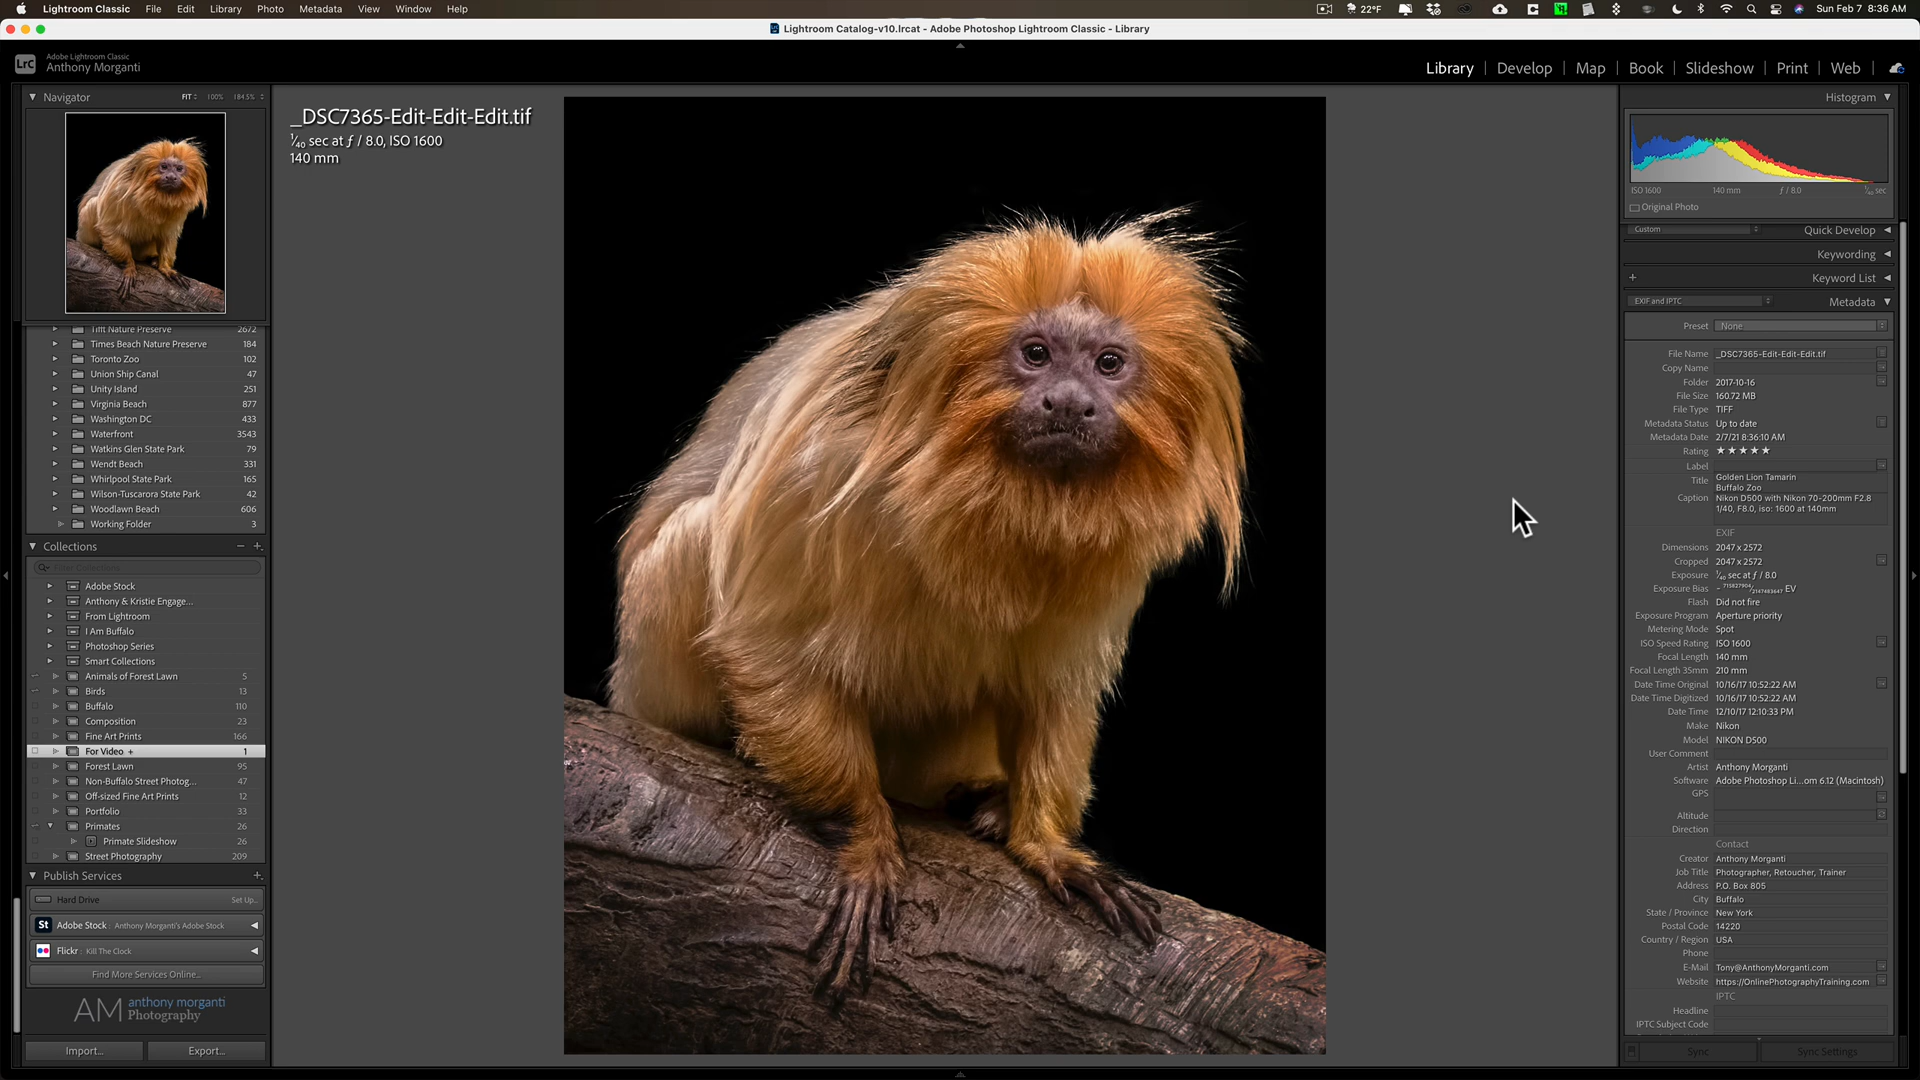 Lightroom Classic File Edit Library Photo Metadata View Window Help
22°F Sun Feb 7 8:36 AM
Lightroom Catalog-v10.lrcat - Adobe Photoshop Lightroom Classic - Library
LrC Adobe Lightroom Classic
Anthony Morganti
Library | Develop | Map | Book | Slideshow | Print | Web
Navigator FIT 100% 184.5%
Tifft Nature Preserve 2672
Times Beach Nature Preserve 184
Toronto Zoo 102
Union Ship Canal 47
Unity Island 251
Virginia Beach 877
Washington DC 433
Waterfront 3543
Watkins Glen State Park 79
Wendt Beach 331
Whirlpool State Park 165
Wilson-Tuscarora State Park 42
Woodlawn Beach 606
Working Folder 3
Collections − +
Filter Collections
Adobe Stock
Anthony & Kristie Engage...
From Lightroom
I Am Buffalo
Photoshop Series
Smart Collections
Animals of Forest Lawn 5
Birds 13
Buffalo 110
Composition 23
Fine Art Prints 166
For Video + 1
Forest Lawn 95
Non-Buffalo Street Photog... 47
Off-sized Fine Art Prints 12
Portfolio 33
Primates 26
Primate Slideshow 26
Street Photography 209
Publish Services +
Hard Drive Set Up...
St Adobe Stock : Anthony Morganti's Adobe Stock
Flickr : Kill The Clock
Find More Services Online...
AM anthony morganti
Photography
Import... Export...
_DSC7365-Edit-Edit-Edit.tif
1/40 sec at ƒ / 8.0, ISO 1600
140 mm
Histogram
ISO 1600 140 mm ƒ / 8.0 1/40 sec
Original Photo
Custom Quick Develop
Keywording
+ Keyword List
EXIF and IPTC Metadata
Preset None
File Name _DSC7365-Edit-Edit-Edit.tif
Copy Name
Folder 2017-10-16
File Size 160.72 MB
File Type TIFF
Metadata Status Up to date
Metadata Date 2/7/21 8:36:10 AM
Rating ★★★★★
Label
Title Golden Lion Tamarin
Buffalo Zoo
Caption Nikon D500 with Nikon 70-200mm F2.8
1/40, F8.0, iso: 1600 at 140mm
EXIF
Dimensions 2047 x 2572
Cropped 2047 x 2572
Exposure 1/40 sec at ƒ / 8.0
Exposure Bias - 715827904/2147483647 EV
Flash Did not fire
Exposure Program Aperture priority
Metering Mode Spot
ISO Speed Rating ISO 1600
Focal Length 140 mm
Focal Length 35mm 210 mm
Date Time Original 10/16/17 10:52:22 AM
Date Time Digitized 10/16/17 10:52:22 AM
Date Time 12/10/17 12:10:33 PM
Make Nikon
Model NIKON D500
User Comment
Artist Anthony Morganti
Software Adobe Photoshop Li...om 6.12 (Macintosh)
GPS
Altitude
Direction
Contact
Creator Anthony Morganti
Job Title Photographer, Retoucher, Trainer
Address P.O. Box 805
City Buffalo
State / Province New York
Postal Code 14220
Country / Region USA
Phone
E-Mail Tony@AnthonyMorganti.com
Website https://OnlinePhotographyTraining.com
IPTC
Headline
IPTC Subject Code
Sync Sync Settings